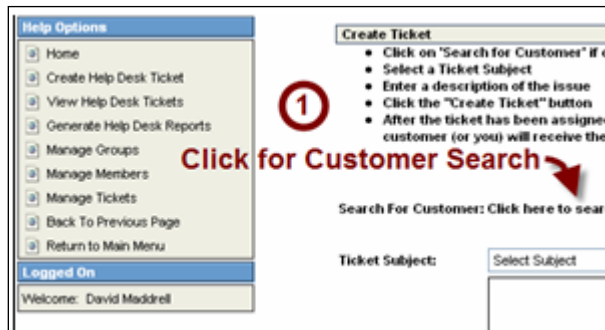 Help Options
Home
Create Help Desk Ticket
View Help Desk Tickets
Generate Help Desk Reports
Manage Groups
Manage Members
Manage Tickets
Back To Previous Page
Return to Main Menu
Logged On
Welcome: David Maddrell
Create Ticket
• Click on 'Search for Customer' if
• Select a Ticket Subject
• Enter a description of the issue
• Click the "Create Ticket" button
• After the ticket has been assigned
customer (or you) will receive the
1
Click for Customer Search
Search For Customer: Click here to sear
Ticket Subject:
Select Subject